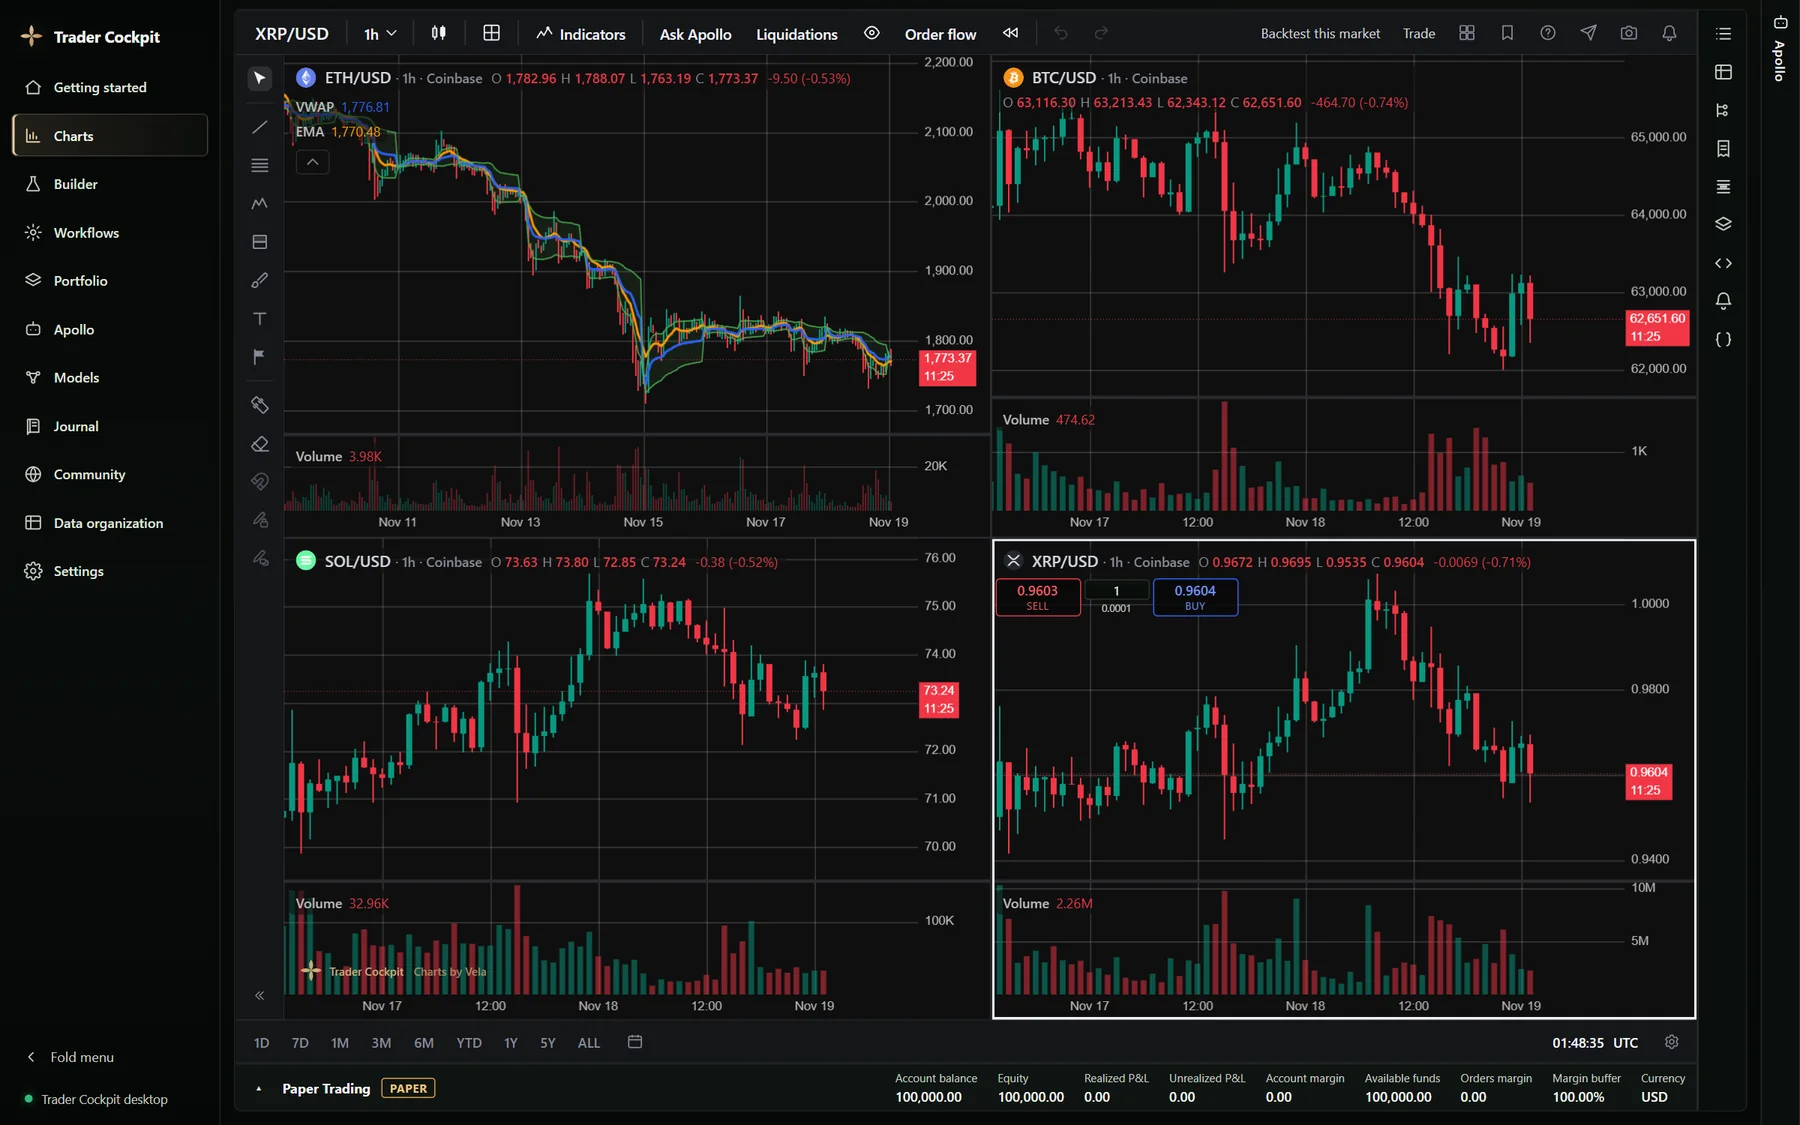 Trader Cockpit
Getting started
Charts
Builder
Workflows
Portfolio
Apollo
Models
Journal
Community
Data organization
Settings
Fold menu
Trader Cockpit desktop
XRP/USD
1h
Indicators
Ask Apollo
Liquidations
Order flow
Backtest this market
Trade
Apollo
ETH/USD · 1h · Coinbase O 1,782.96 H 1,788.07 L 1,763.19 C 1,773.37 -9.50 (-0.53%)
VWAP 1,776.81
EMA 1,770.48
2,200.00
2,100.00
2,000.00
1,900.00
1,800.00
1,773.37
11:25
1,700.00
Volume 3.98K
20K
Nov 11 Nov 13 Nov 15 Nov 17 Nov 19
BTC/USD · 1h · Coinbase
O 63,116.30 H 63,213.43 L 62,343.12 C 62,651.60 -464.70 (-0.74%)
65,000.00
64,000.00
63,000.00
62,651.60
11:25
62,000.00
Volume 474.62
1K
Nov 17 12:00 Nov 18 12:00 Nov 19
SOL/USD · 1h · Coinbase O 73.63 H 73.80 L 72.85 C 73.24 -0.38 (-0.52%)
76.00
75.00
74.00
73.24
11:25
72.00
71.00
70.00
Volume 32.96K
100K
Trader Cockpit Charts by Vela
Nov 17 12:00 Nov 18 12:00 Nov 19
XRP/USD · 1h · Coinbase O 0.9672 H 0.9695 L 0.9535 C 0.9604 -0.0069 (-0.71%)
0.9603
SELL
1
0.0001
0.9604
BUY
1.0000
0.9800
0.9604
11:25
0.9400
Volume 2.26M
10M
5M
Nov 17 12:00 Nov 18 12:00 Nov 19
1D 7D 1M 3M 6M YTD 1Y 5Y ALL
01:48:35 UTC
Paper Trading PAPER
Account balance Equity Realized P&L Unrealized P&L Account margin Available funds Orders margin Margin buffer Currency
100,000.00 100,000.00 0.00 0.00 0.00 100,000.00 0.00 100.00% USD